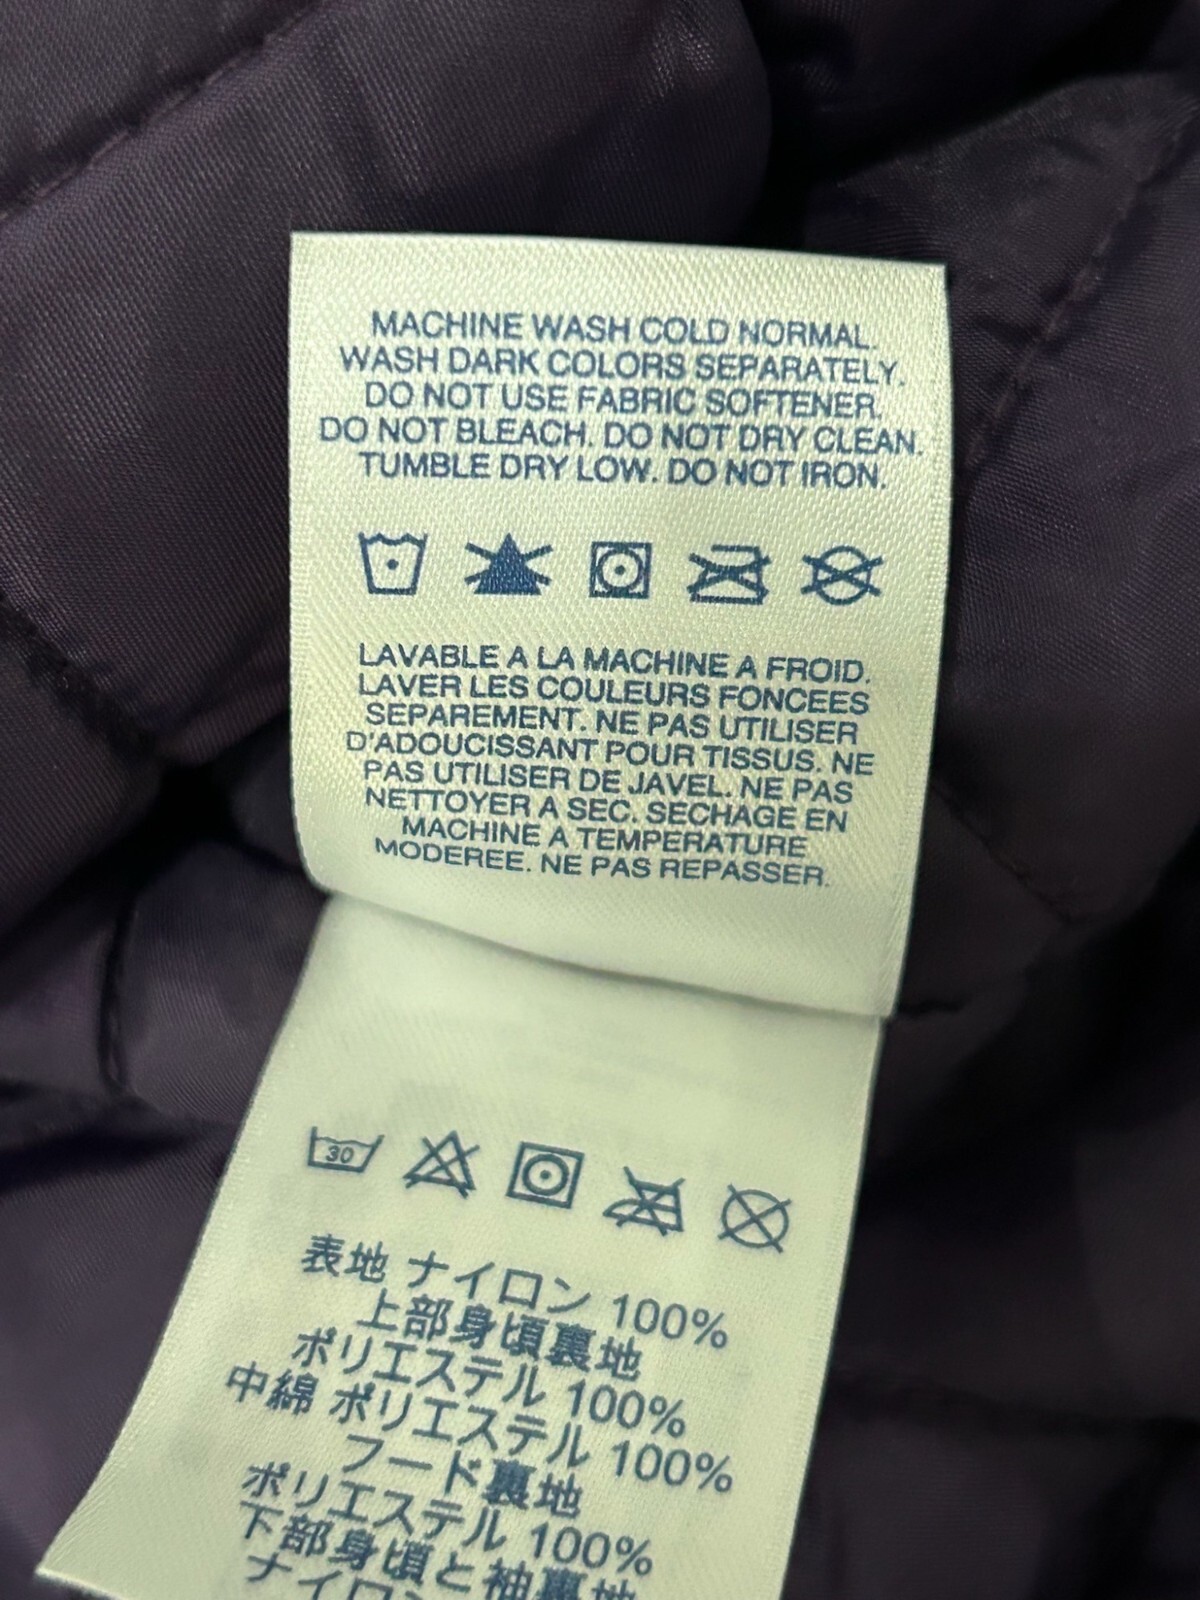 MACHINE WASH COLD NORMAL.
WASH DARK COLORS SEPARATELY.
DO NOT USE FABRIC SOFTENER.
DO NOT BLEACH. DO NOT DRY CLEAN.
TUMBLE DRY LOW. DO NOT IRON.
LAVABLE A LA MACHINE A FROID.
LAVER LES COULEURS FONCEES
SEPAREMENT. NE PAS UTILISER
D'ADOUCISSANT POUR TISSUS. NE
PAS UTILISER DE JAVEL. NE PAS
NETTOYER A SEC. SECHAGE EN
MACHINE A TEMPERATURE
MODEREE. NE PAS REPASSER.
30
表地 ナイロン 100%
上部身頃裏地
ポリエステル 100%
中綿 ポリエステル 100%
フード裏地
ポリエステル 100%
下部身頃と袖裏地
ナイロン